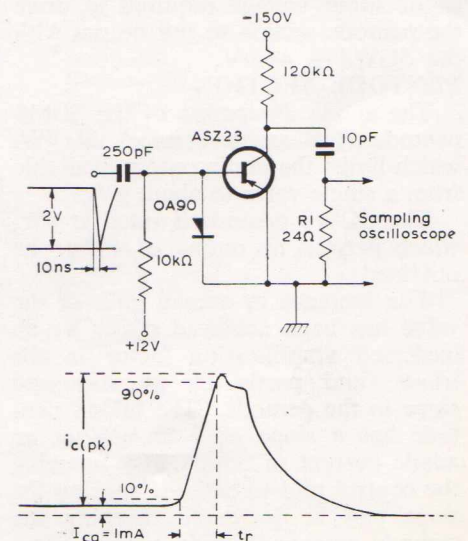 -150V
120kΩ
ASZ23
10pF
250pF
OA90
2V
10ns
10kΩ
R1
24Ω
Sampling
oscilloscope
+12V
90%
ic(pk)
10%
Ica=1mA
tr